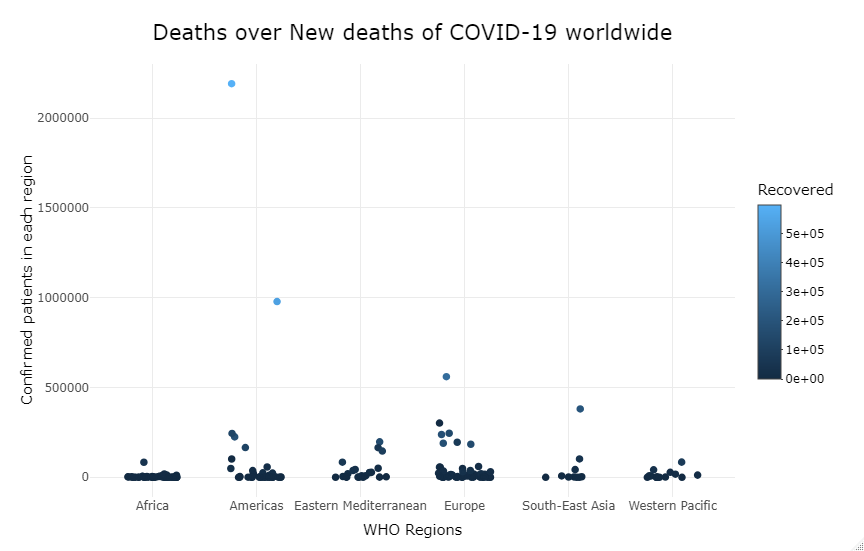 Deaths over New deaths of COVID-19 worldwide
Confirmed patients in each region
2000000
1500000
1000000
500000
0
Africa
Americas
Eastern Mediterranean
Europe
South-East Asia
Western Pacific
WHO Regions
Recovered
5e+05
4e+05
3e+05
2e+05
1e+05
0e+00